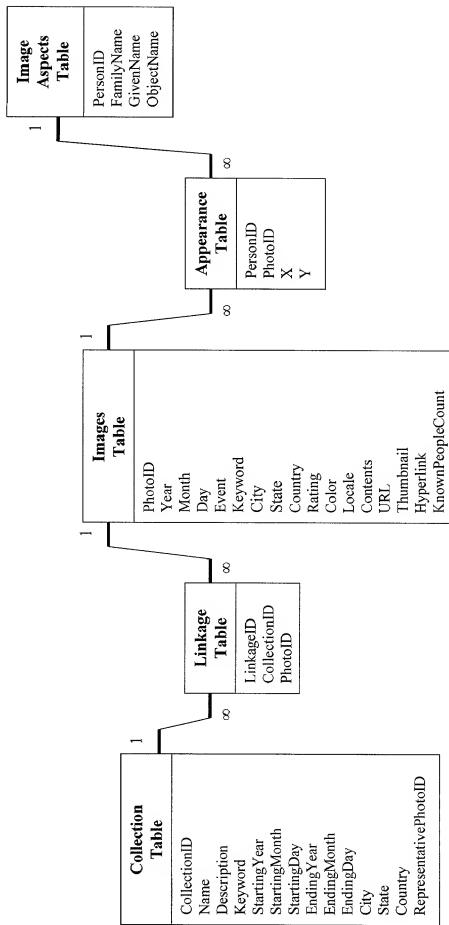 Collection
Table
CollectionID
Name
Description
Keyword
StartingYear
StartingMonth
StartingDay
EndingYear
EndingMonth
EndingDay
City
State
Country
RepresentativePhotoID
1
∞
Linkage
Table
LinkageID
CollectionID
PhotoID
∞
1
Images
Table
PhotoID
Year
Month
Day
Event
Keyword
City
State
Country
Rating
Color
Locale
Contents
URL
Thumbnail
Hyperlink
KnownPeopleCount
1
∞
Appearance
Table
PersonID
PhotoID
X
Y
∞
1
Image
Aspects
Table
PersonID
FamilyName
GivenName
ObjectName